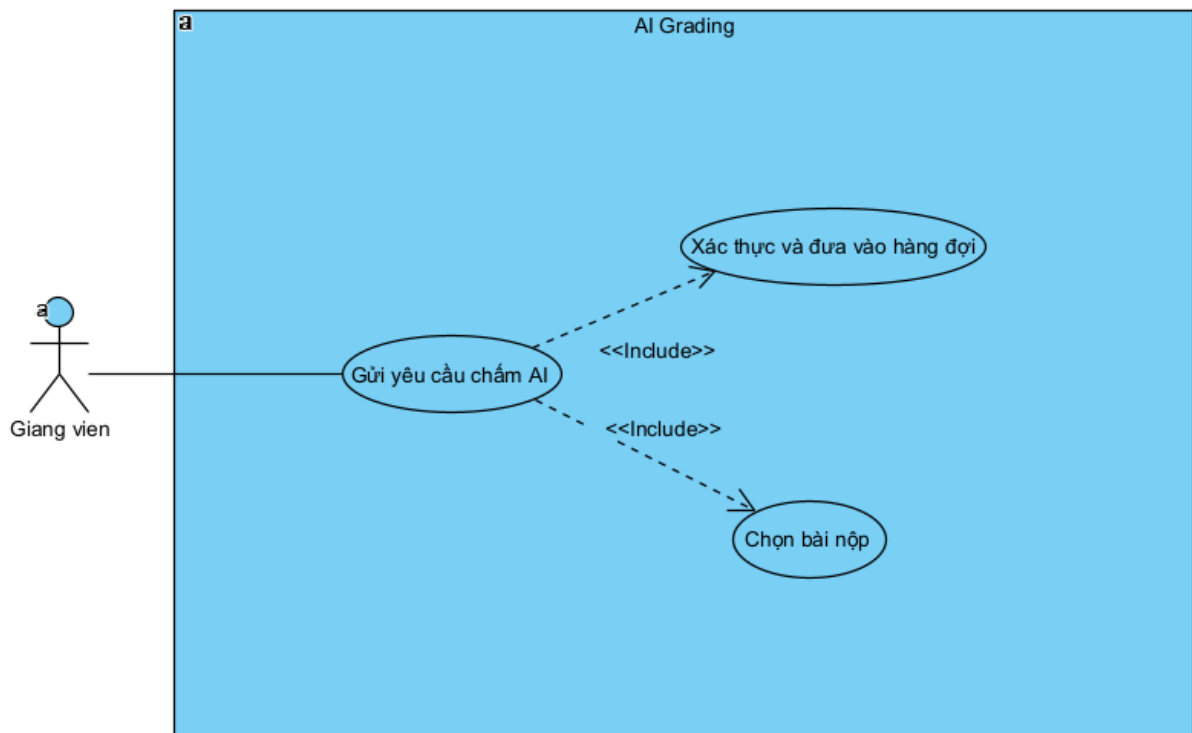 a
AI Grading
Xác thực và đưa vào hàng đợi
<<Include>>
a
Gửi yêu cầu chấm AI
Giang vien
<<Include>>
Chọn bài nộp